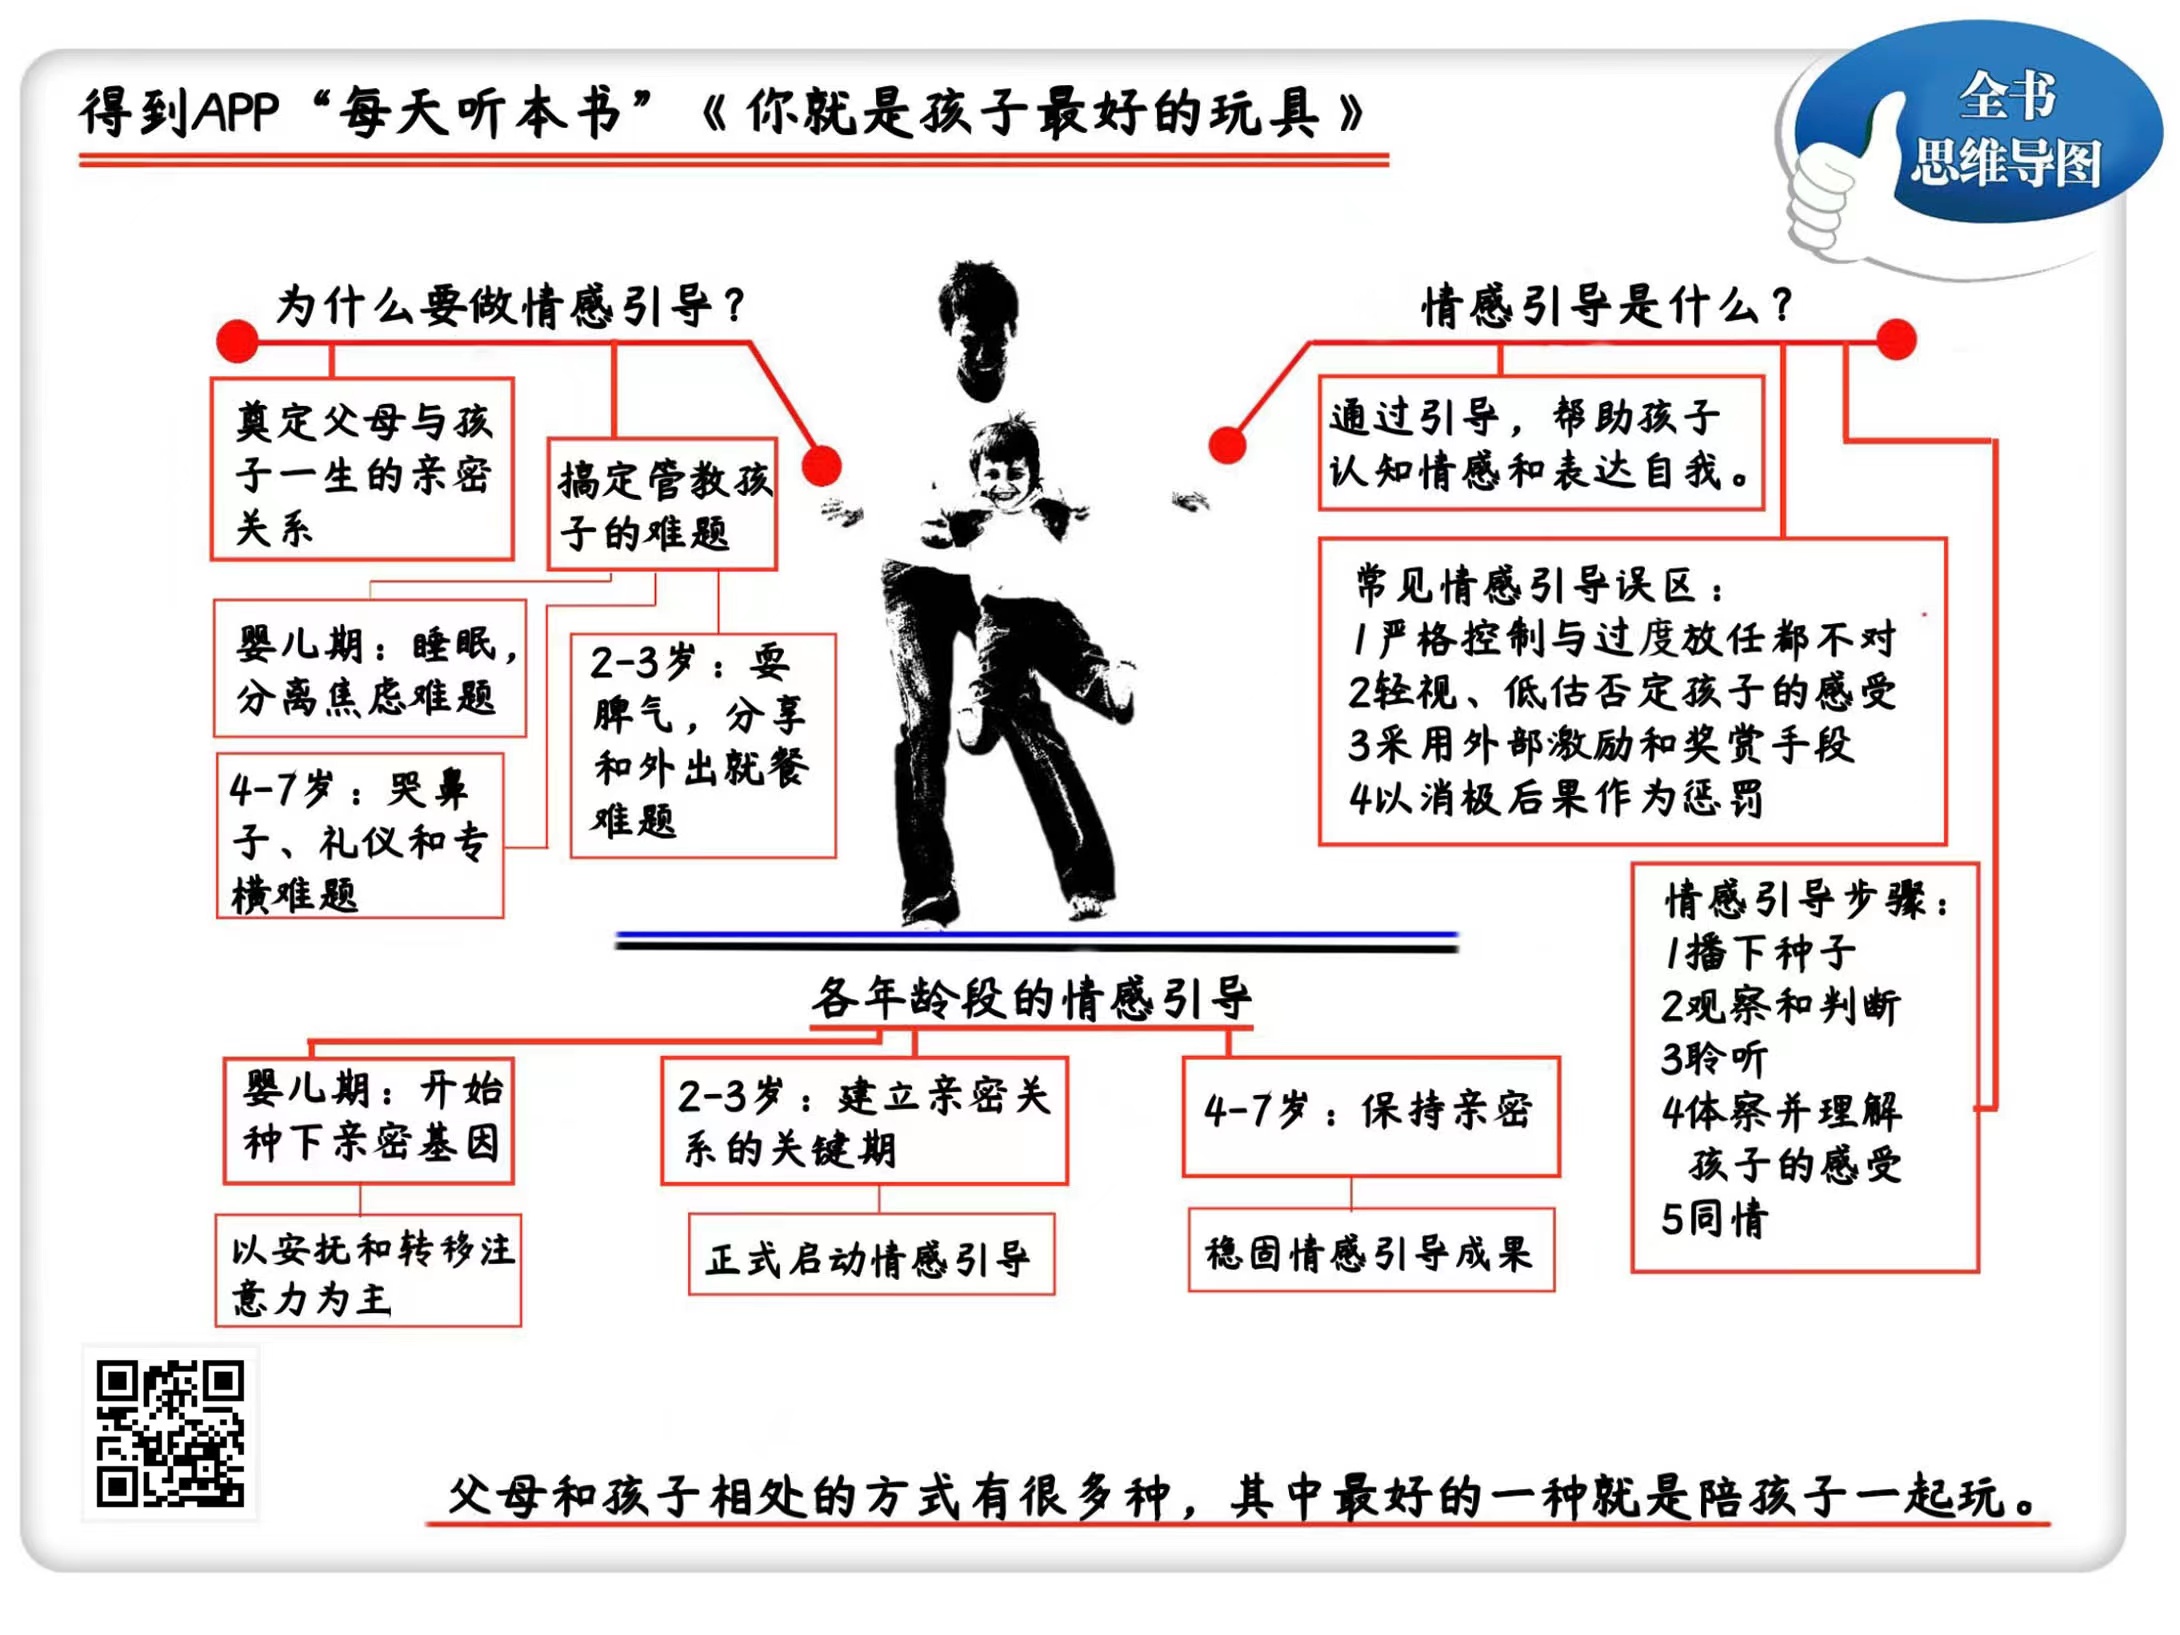 得到APP“每天听本书”《你就是孩子最好的玩具》
全书
思维导图
为什么要做情感引导？
奠定父母与孩
子一生的亲密
关系
搞定管教孩
子的难题
婴儿期：睡眠，
分离焦虑难题
2-3岁：耍
脾气，分享
和外出就餐
难题
4-7岁：哭鼻
子、礼仪和专
横难题
情感引导是什么？
通过引导，帮助孩子
认知情感和表达自我。
常见情感引导误区：
1严格控制与过度放任都不对
2轻视、低估否定孩子的感受
3采用外部激励和奖赏手段
4以消极后果作为惩罚
情感引导步骤：
1播下种子
2观察和判断
3聆听
4体察并理解
孩子的感受
5同情
各年龄段的情感引导
婴儿期：开始
种下亲密基因
以安抚和转移注
意力为主
2-3岁：建立亲密关
系的关键期
正式启动情感引导
4-7岁：保持亲密
稳固情感引导成果
父母和孩子相处的方式有很多种，其中最好的一种就是陪孩子一起玩。